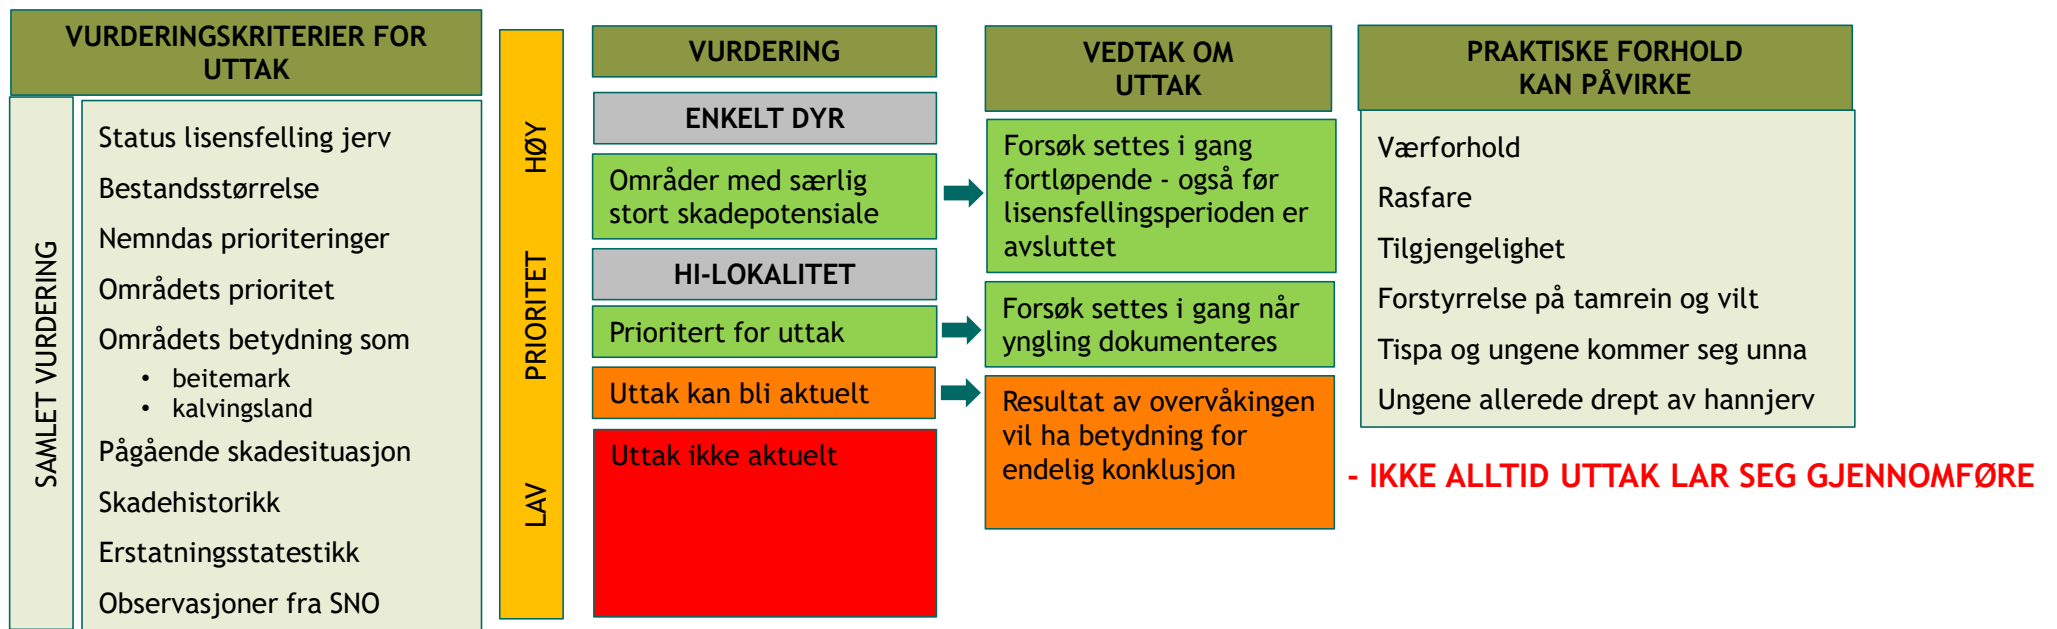 VURDERINGSKRITERIER FOR
UTTAK
SAMLET VURDERING
Status lisensfelling jerv
Bestandsstørrelse
Nemndas prioriteringer
Områdets prioritet
Områdets betydning som
• beitemark
• kalvingsland
Pågående skadesituasjon
Skadehistorikk
Erstatningsstatestikk
Observasjoner fra SNO
HØY
PRIORITET
LAV
VURDERING
ENKELT DYR
Områder med særlig
stort skadepotensiale
HI-LOKALITET
Prioritert for uttak
Uttak kan bli aktuelt
Uttak ikke aktuelt
VEDTAK OM
UTTAK
Forsøk settes i gang
fortløpende - også før
lisensfellingsperioden er
avsluttet
Forsøk settes i gang når
yngling dokumenteres
Resultat av overvåkingen
vil ha betydning for
endelig konklusjon
PRAKTISKE FORHOLD
KAN PÅVIRKE
Værforhold
Rasfare
Tilgjengelighet
Forstyrrelse på tamrein og vilt
Tispa og ungene kommer seg unna
Ungene allerede drept av hannjerv
- IKKE ALLTID UTTAK LAR SEG GJENNOMFØRE